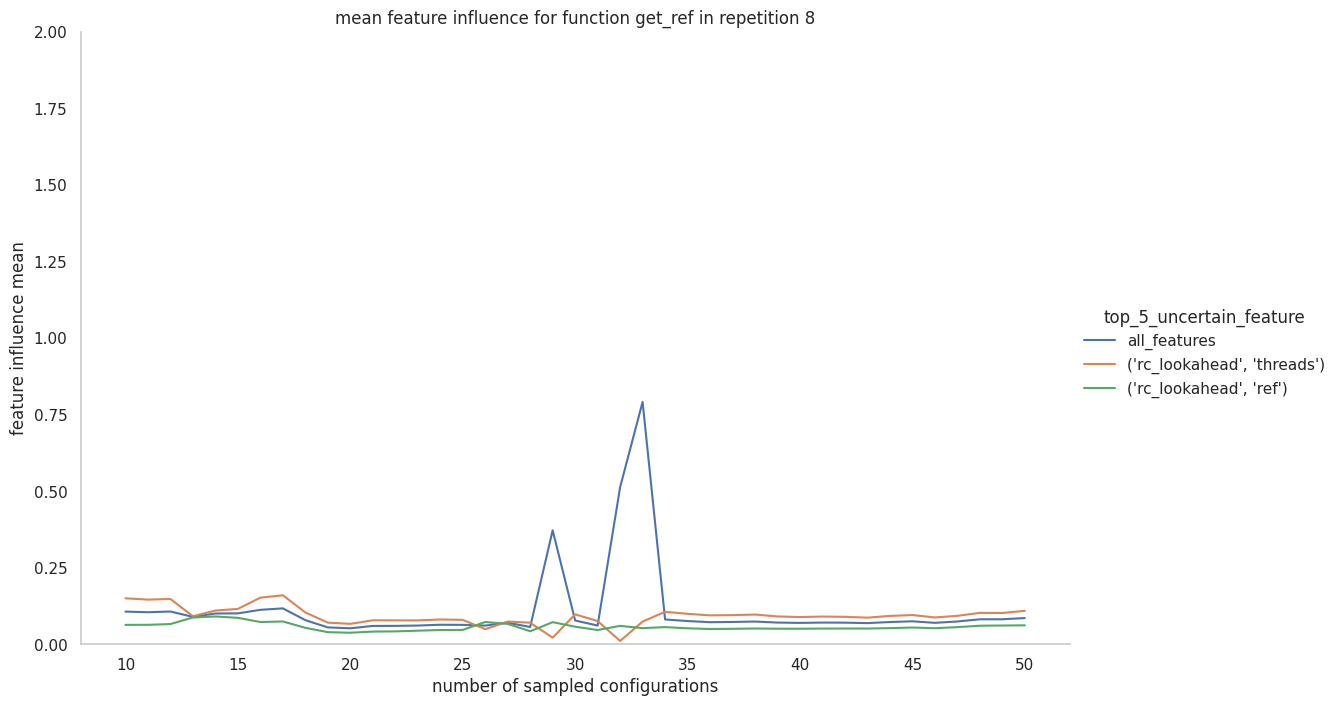 mean feature influence for function get_ref in repetition 8
2.00
1.75
1.50
1.25
1.00
0.75
0.50
0.25
0.00
feature influence mean
10 15 20 25 30 35 40 45 50
number of sampled configurations
top_5_uncertain_feature
all_features
('rc_lookahead', 'threads')
('rc_lookahead', 'ref')